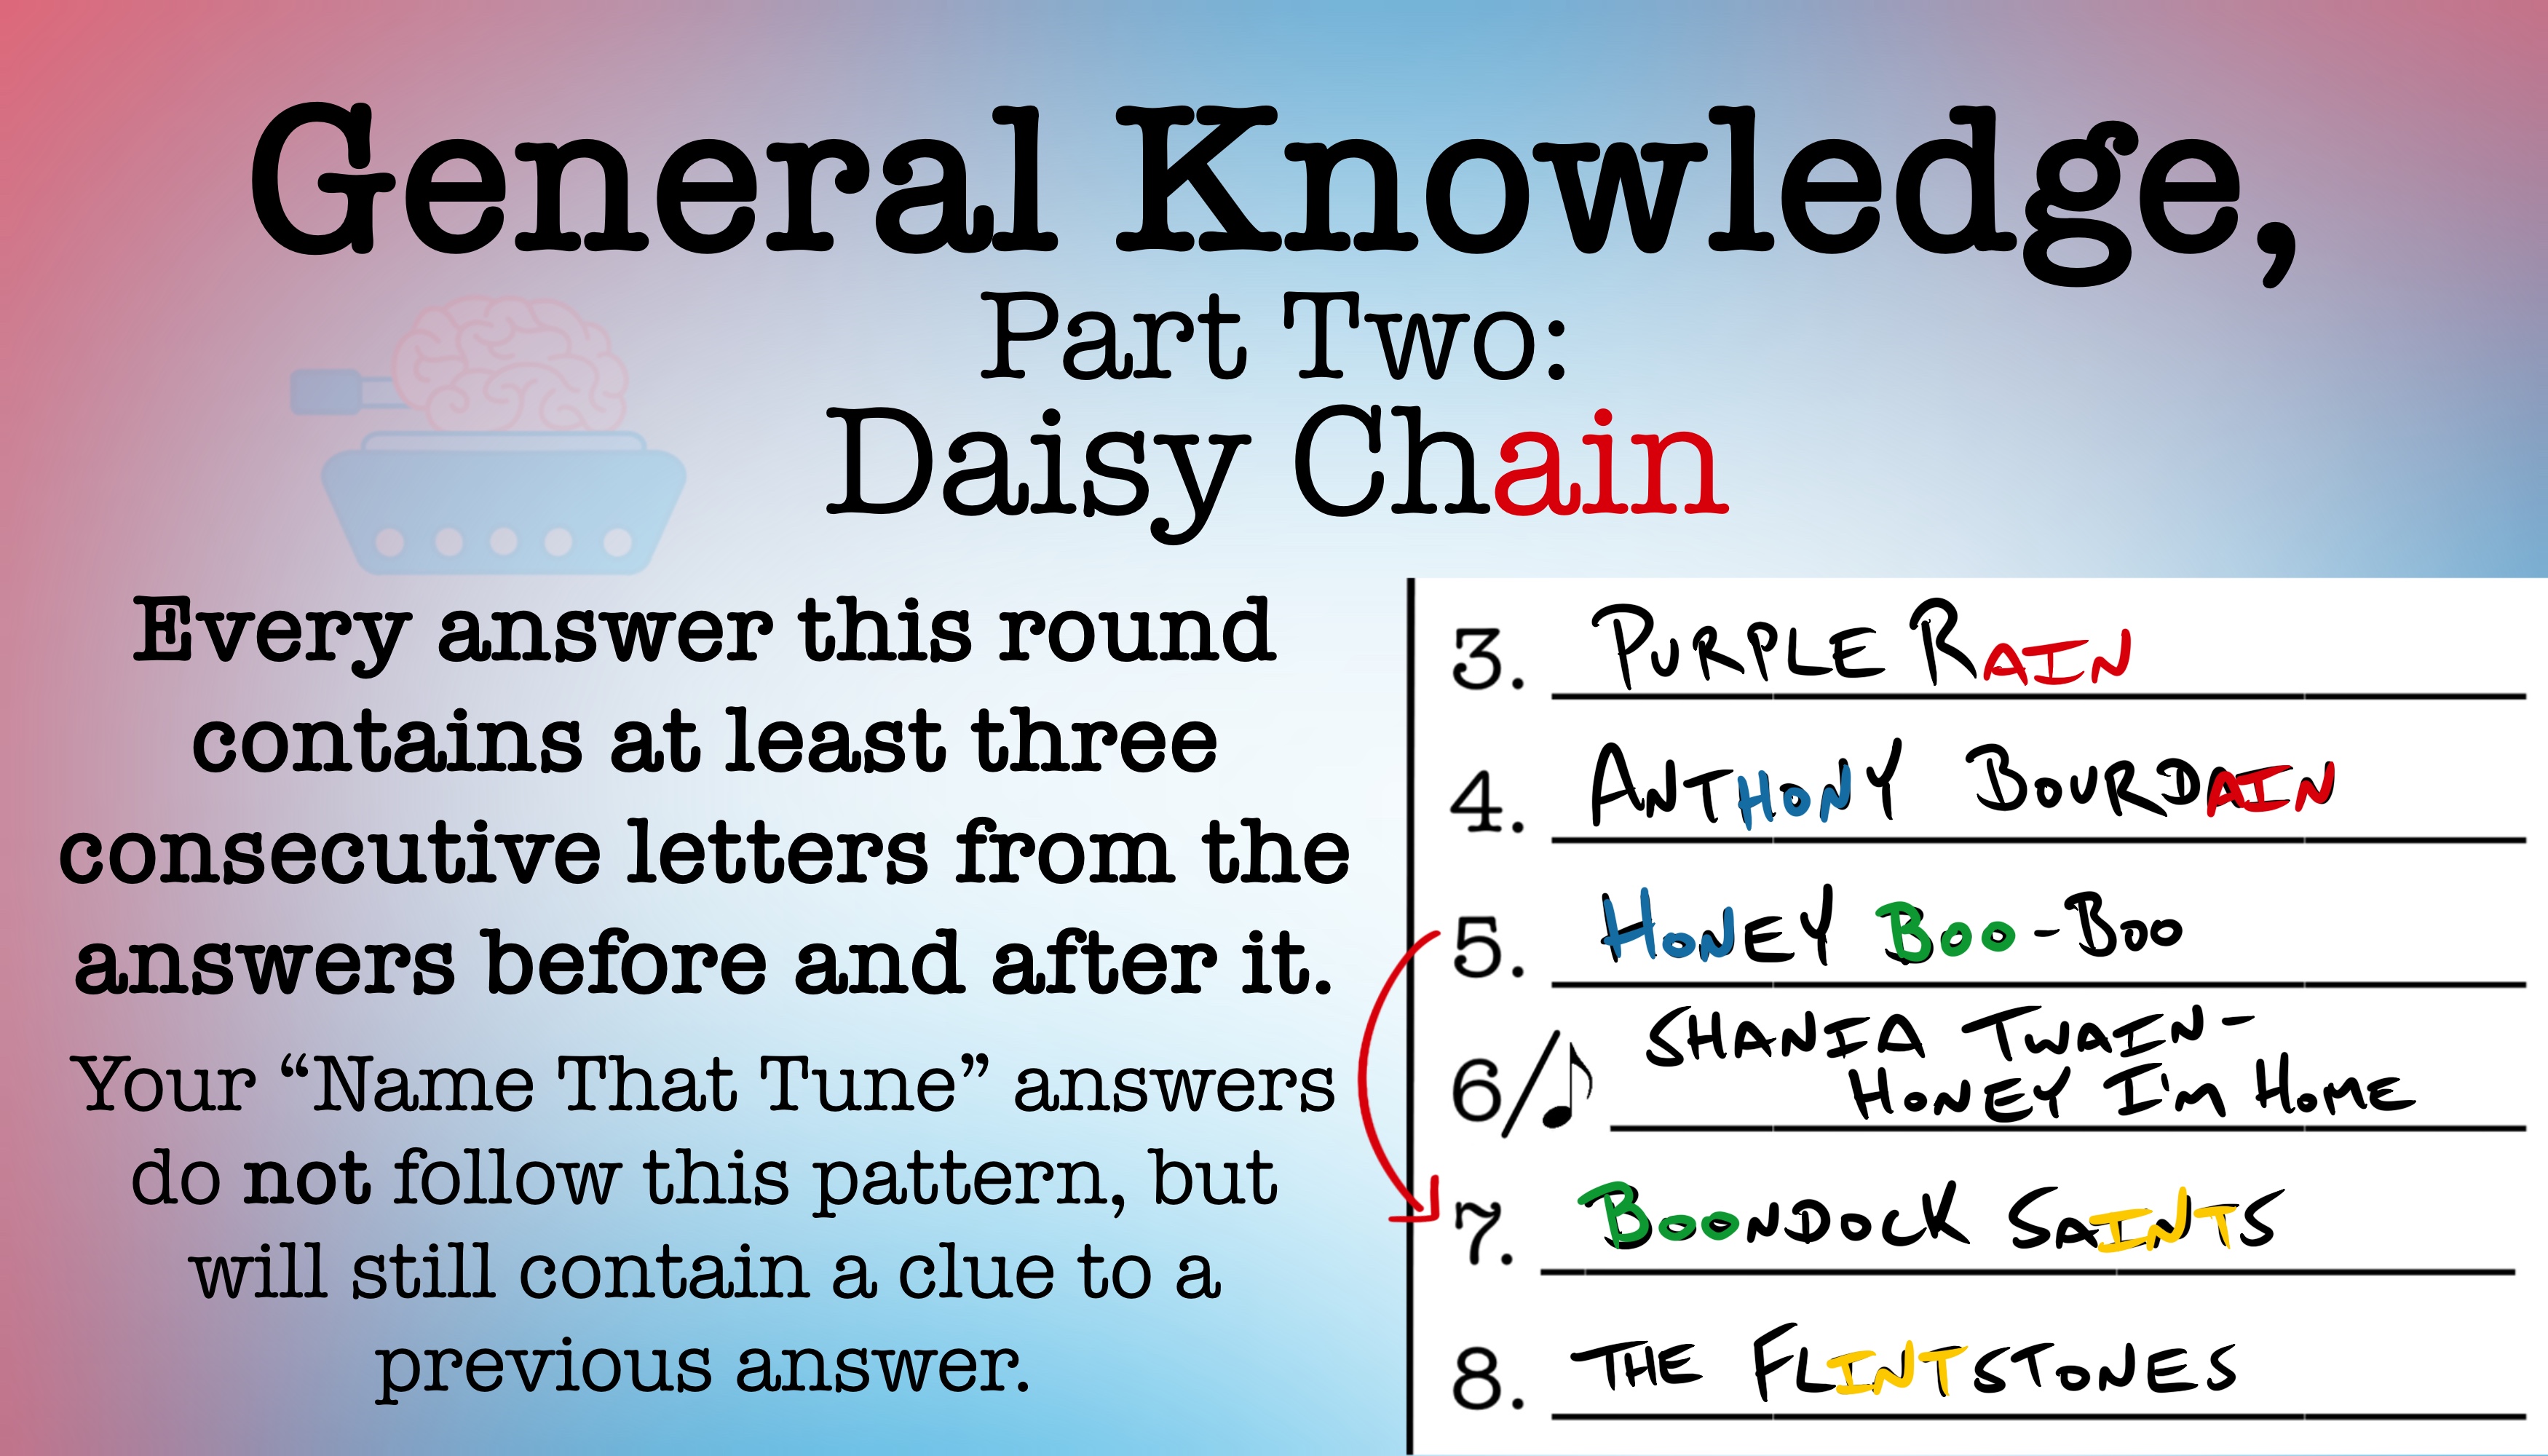 General Knowledge,
Part Two:
Daisy Chain
Every answer this round
contains at least three
consecutive letters from the
answers before and after it.
Your “Name That Tune” answers
do not follow this pattern, but
will still contain a clue to a
previous answer.
3. PURPLE RAIN
4. ANTHONY BOURDAIN
5. HONEY BOO-BOO
6/♪ SHANIA TWAIN-
HONEY I'M HOME
7. BOONDOCK SAINTS
8. THE FLINTSTONES